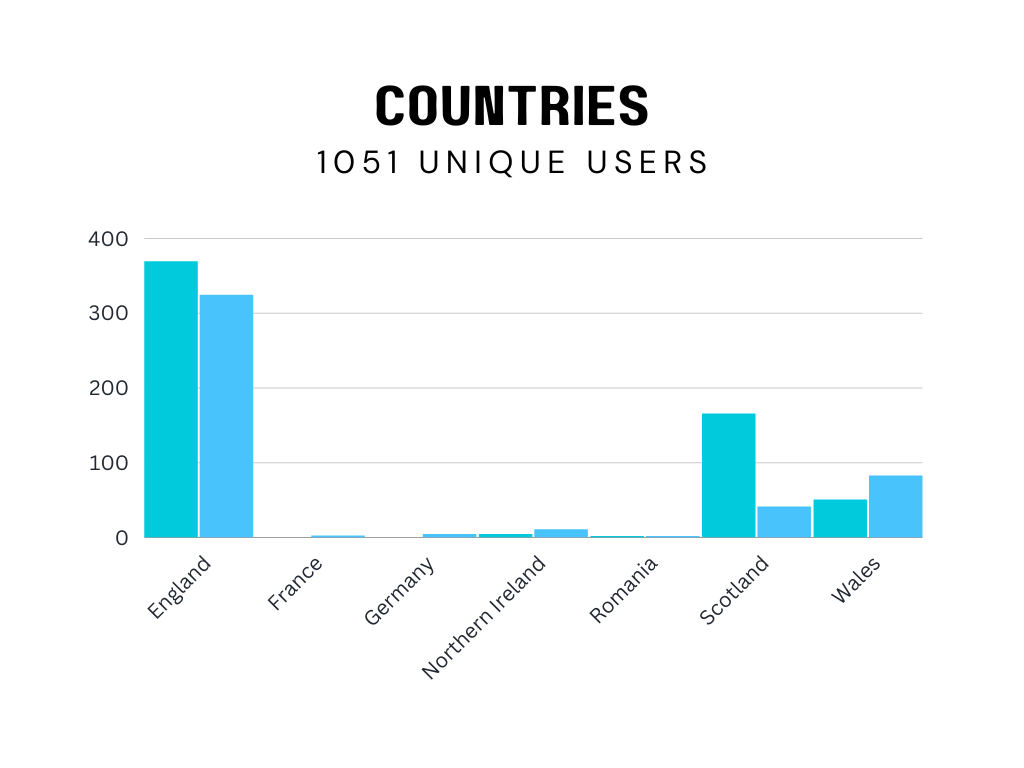 COUNTRIES
1051 UNIQUE USERS
400
300
200
100
0
England
France
Germany
Northern Ireland
Romania
Scotland
Wales